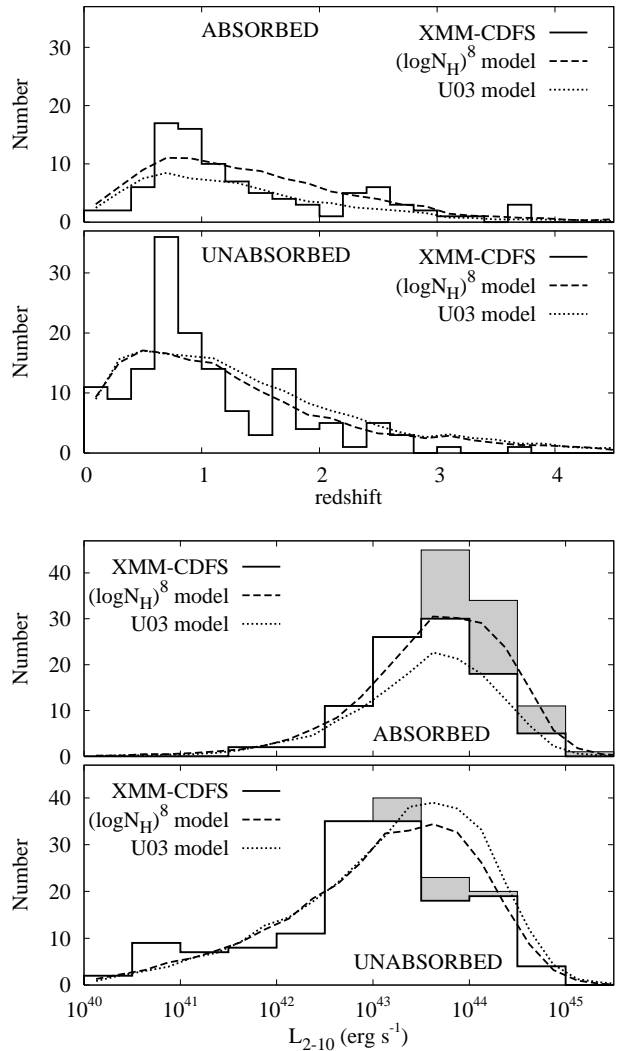 ABSORBED
XMM-CDFS
(logN_H)^8 model
U03 model
Number
0
10
20
30
UNABSORBED
XMM-CDFS
(logN_H)^8 model
U03 model
Number
0
10
20
30
0 1 2 3 4
redshift
XMM-CDFS
(logN_H)^8 model
U03 model
Number
0
10
20
30
40
ABSORBED
XMM-CDFS
(logN_H)^8 model
U03 model
Number
0
10
20
30
40
UNABSORBED
10^40 10^41 10^42 10^43 10^44 10^45
L_2-10 (erg s^-1)